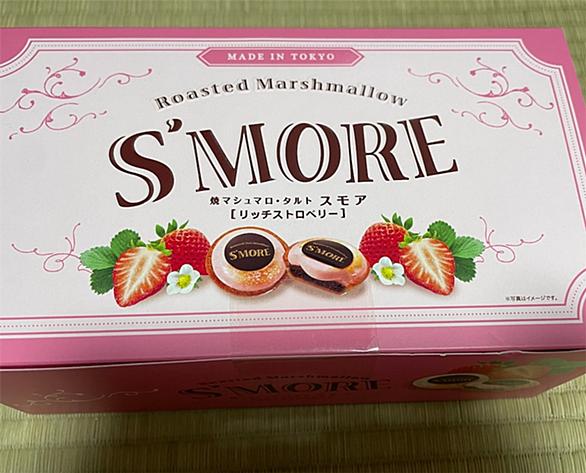 MADE IN TOKYO
Roasted Marshmallow
S'MORE
焼マシュマロ・タルト スモア
[リッチストロベリー]
S'MORE
S'MORE
※写真はイメージです。
Roasted Marshmallow
S'MORE